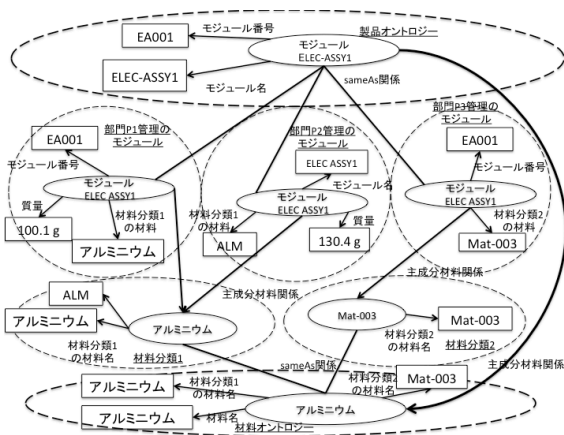 製品オントロジー
モジュール番号
EA001
モジュール
ELEC-ASSY1
ELEC-ASSY1
モジュール名
sameAs関係
部門P1管理の
モジュール
EA001
モジュール番号
モジュール
ELEC ASSY1
質量
100.1 g
材料分類1
の材料
アルミニウム
部門P2管理の
モジュール
ELEC ASSY1
モジュール名
モジュール
ELEC ASSY1
材料分類1
の材料
ALM
質量
130.4 g
部門P3管理の
モジュール
EA001
モジュール番号
モジュール
ELEC ASSY1
材料分類2
の材料
Mat-003
主成分材料関係
主成分材料関係
ALM
アルミニウム
アルミニウム
材料分類1
の材料名
材料分類1
Mat-003
Mat-003
材料分類2
の材料名
材料分類2
sameAs関係
主成分材料関係
アルミニウム
材料分類1
の材料名
材料分類2
の材料名
Mat-003
アルミニウム
アルミニウム
材料名
材料オントロジー